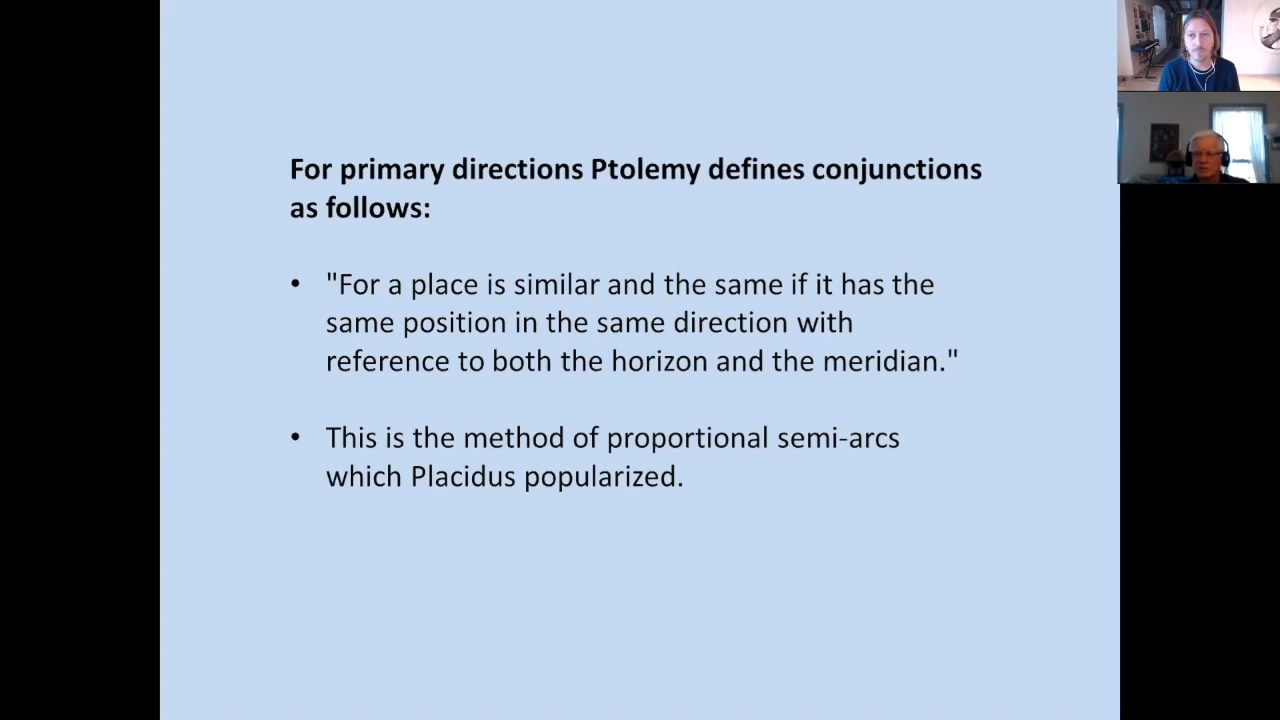 For primary directions Ptolemy defines conjunctions
as follows:
• "For a place is similar and the same if it has the
same position in the same direction with
reference to both the horizon and the meridian."
• This is the method of proportional semi-arcs
which Placidus popularized.